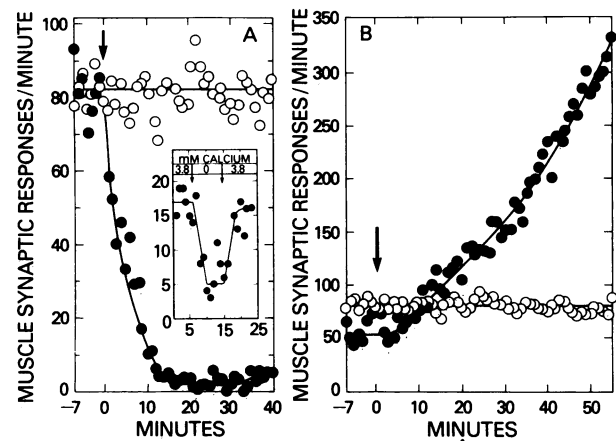 A
MUSCLE SYNAPTIC RESPONSES/MINUTE
100
80
60
40
20
0
mM CALCIUM
3.8 0 3.8
20
15
10
5
0
5 15 25
-7 0 10 20 30 40
MINUTES
B
MUSCLE SYNAPTIC RESPONSES/MINUTE
350
300
250
200
150
100
50
0
-7 0 10 20 30 40 50
MINUTES